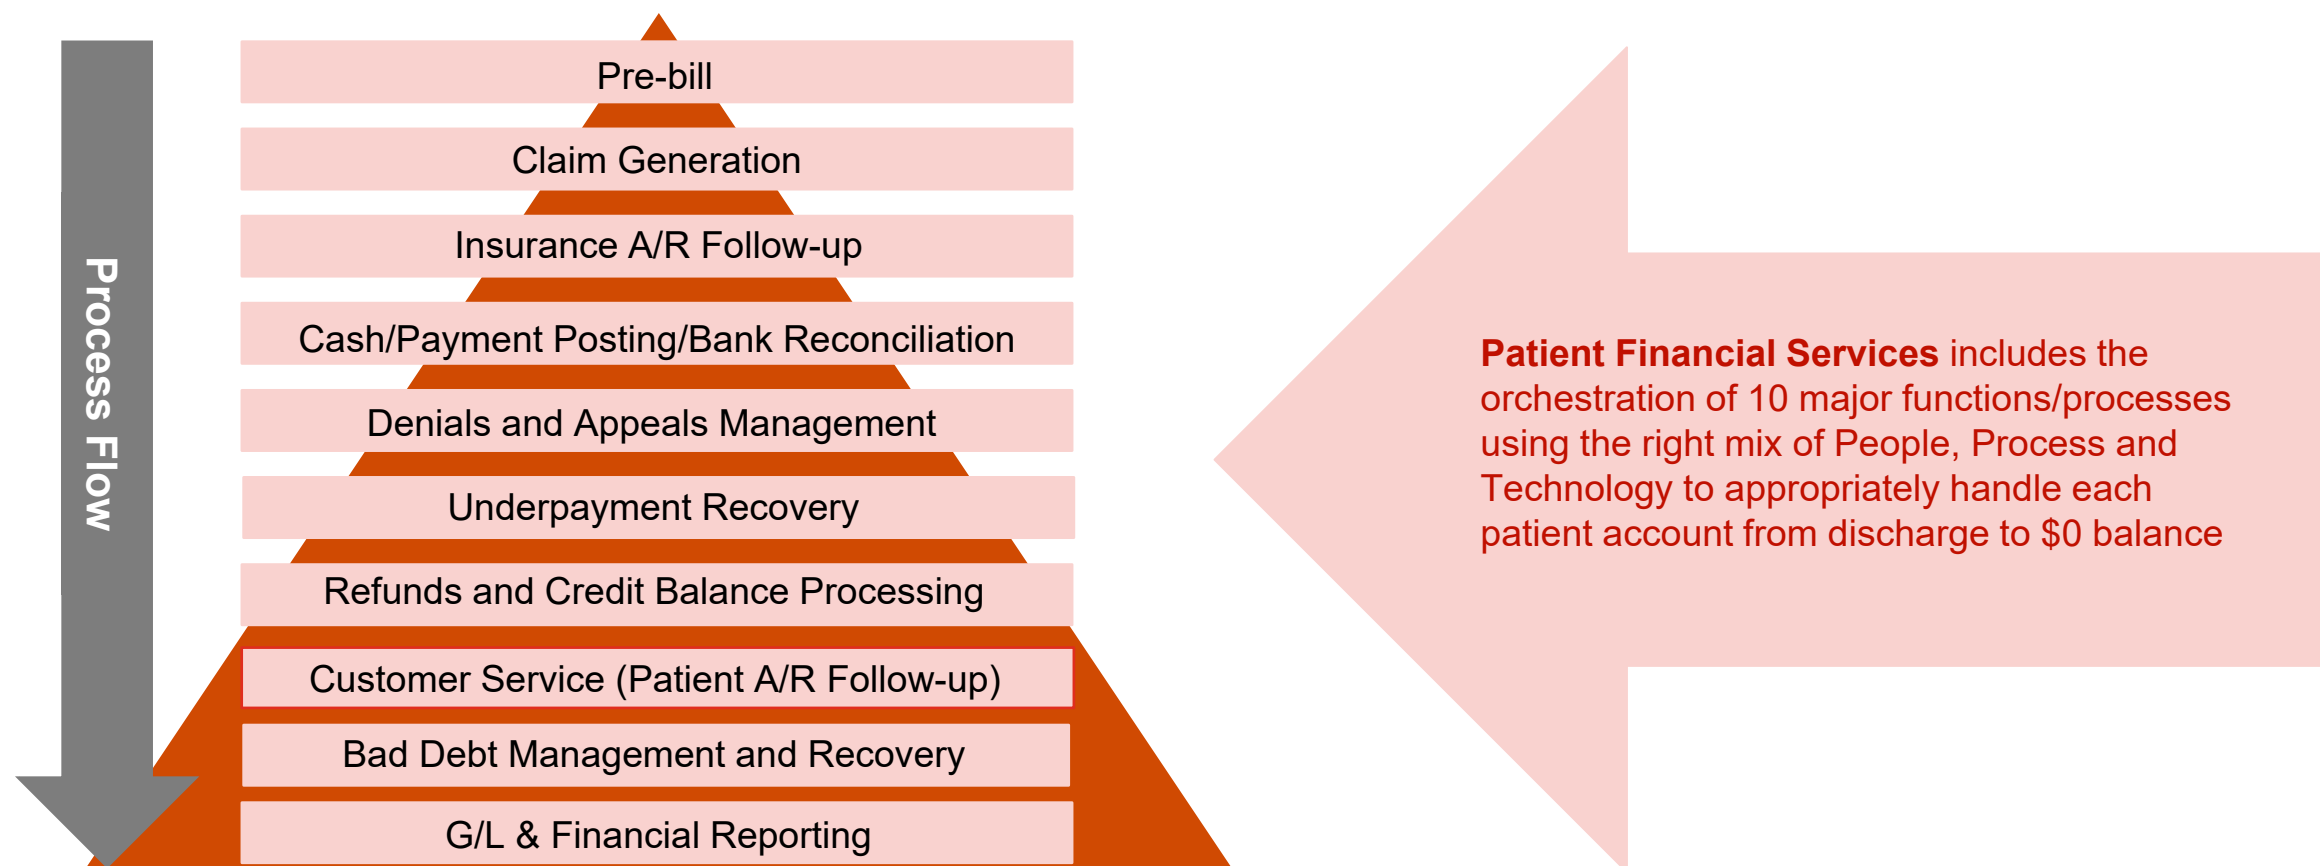 Process Flow
Pre-bill
Claim Generation
Insurance A/R Follow-up
Cash/Payment Posting/Bank Reconciliation
Denials and Appeals Management
Underpayment Recovery
Refunds and Credit Balance Processing
Customer Service (Patient A/R Follow-up)
Bad Debt Management and Recovery
G/L & Financial Reporting
Patient Financial Services includes the
orchestration of 10 major functions/processes
using the right mix of People, Process and
Technology to appropriately handle each
patient account from discharge to $0 balance